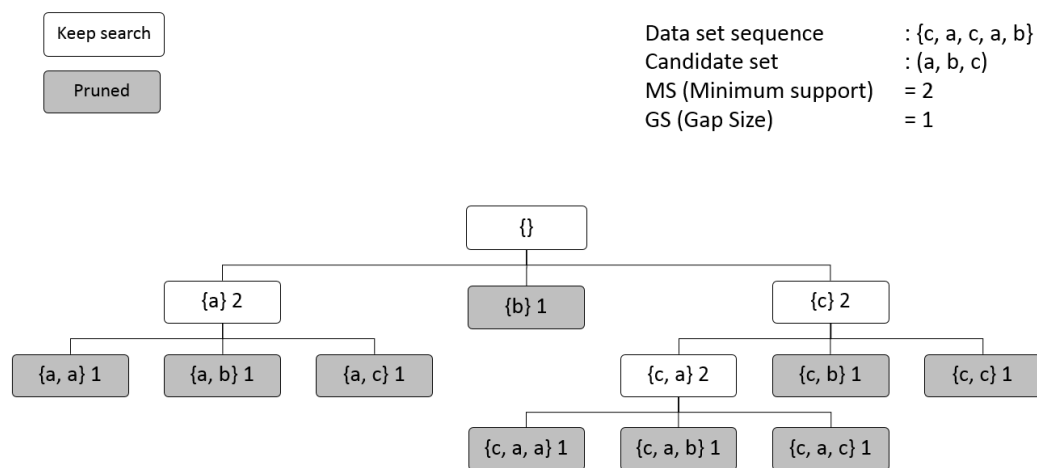 Keep search
Pruned
Data set sequence : {c, a, c, a, b}
Candidate set : (a, b, c)
MS (Minimum support) = 2
GS (Gap Size) = 1
{}
{a} 2
{b} 1
{c} 2
{a, a} 1
{a, b} 1
{a, c} 1
{c, a} 2
{c, b} 1
{c, c} 1
{c, a, a} 1
{c, a, b} 1
{c, a, c} 1